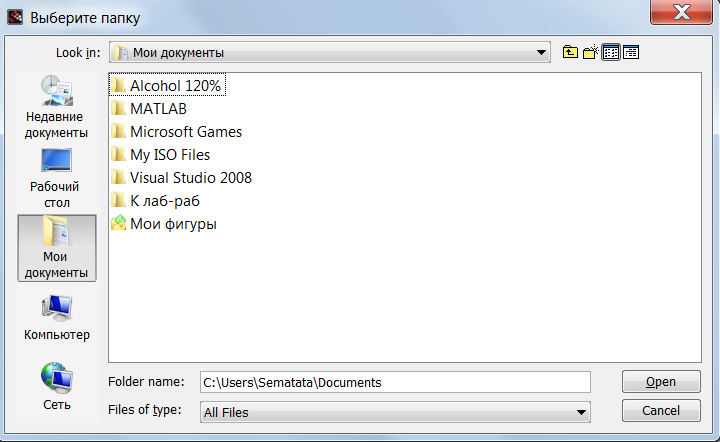 Выберите папку
Look in:
Мои документы
Недавние
документы
Рабочий
стол
Мои
документы
Компьютер
Сеть
Alcohol 120%
MATLAB
Microsoft Games
My ISO Files
Visual Studio 2008
К лаб-раб
Мои фигуры
Folder name:
C:\Users\Sematata\Documents
Open
Files of type:
All Files
Cancel